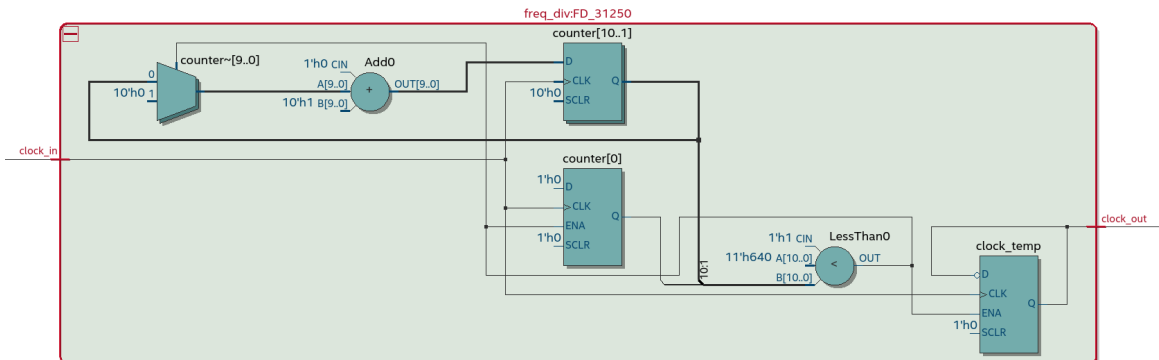 freq_div:FD_31250
counter[10..1]
counter~[9..0]
Add0
0
10'h0 1
1'h0 CIN
A[9..0]
10'h1 B[9..0]
+
OUT[9..0]
D
CLK
10'h0 SCLR
Q
clock_in
counter[0]
1'h0 D
CLK
ENA
1'h0 SCLR
Q
10:1
LessThan0
1'h1 CIN
11'h640 A[10..0]
B[10..0]
<
OUT
clock_out
clock_temp
D
CLK
ENA
1'h0 SCLR
Q